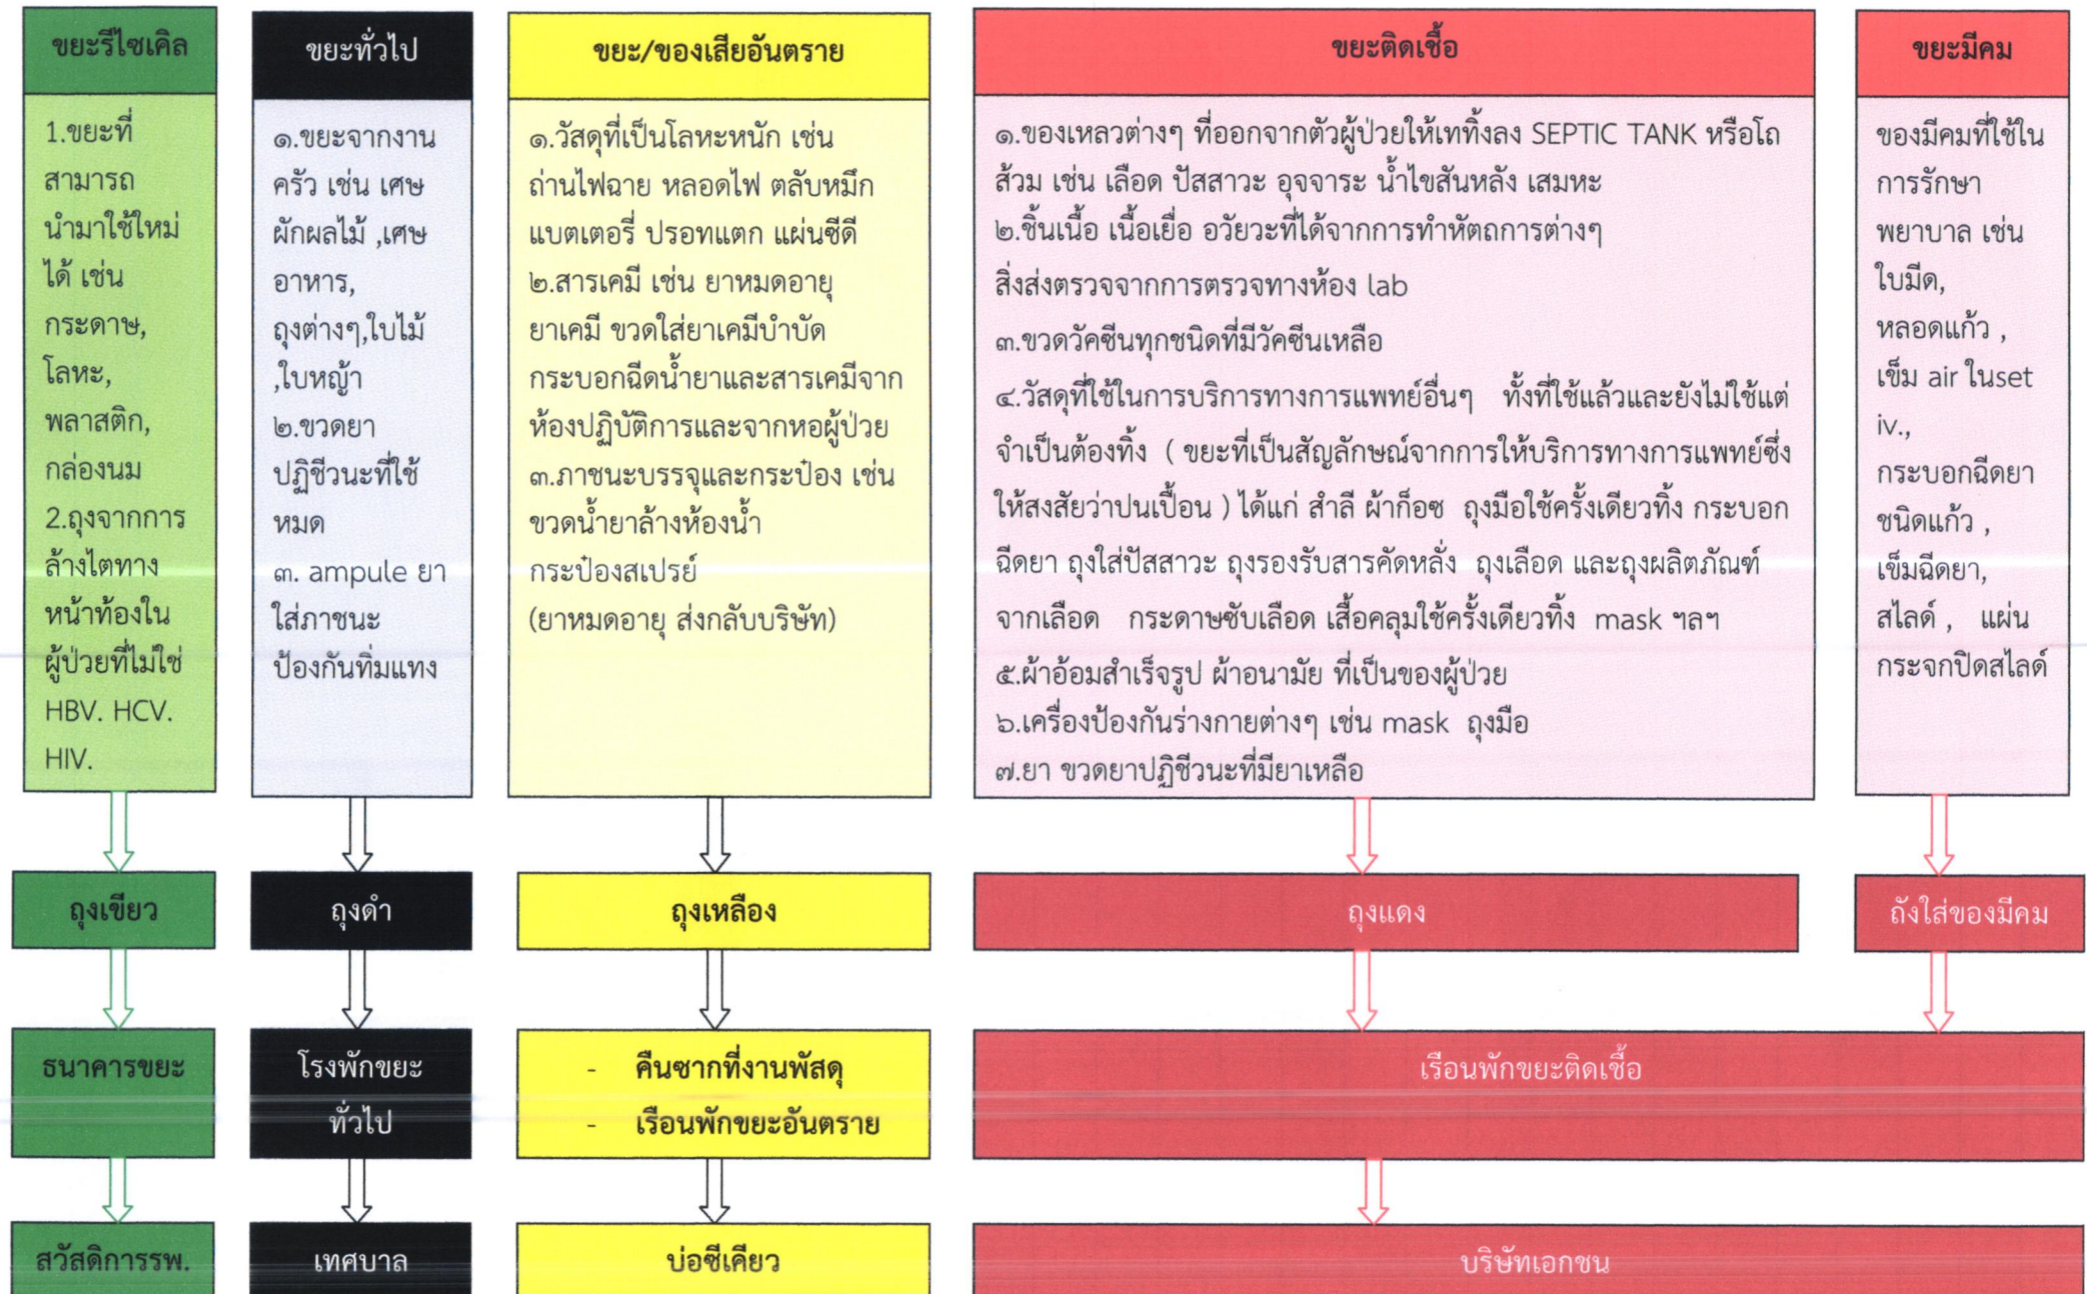 ขยะรีไซเคิล
1.ขยะที่
สามารถ
นำมาใช้ใหม่
ได้ เช่น
กระดาษ,
โลหะ,
พลาสติก,
กล่องนม
2.ถุงจากการ
ล้างไตทาง
หน้าท้องใน
ผู้ป่วยที่ไม่ใช่
HBV. HCV.
HIV.
ถุงเขียว
ธนาคารขยะ
สวัสดิการรพ.
ขยะทั่วไป
๑.ขยะจากงาน
ครัว เช่น เศษ
ผักผลไม้ ,เศษ
อาหาร,
ถุงต่างๆ,ใบไม้
,ใบหญ้า
๒.ขวดยา
ปฏิชีวนะที่ใช้
หมด
๓. ampule ยา
ใส่ภาชนะ
ป้องกันทิ่มแทง
ถุงดำ
โรงพักขยะ
ทั่วไป
เทศบาล
ขยะ/ของเสียอันตราย
๑.วัสดุที่เป็นโลหะหนัก เช่น
ถ่านไฟฉาย หลอดไฟ ตลับหมึก
แบตเตอรี่ ปรอทแตก แผ่นซีดี
๒.สารเคมี เช่น ยาหมดอายุ
ยาเคมี ขวดใส่ยาเคมีบำบัด
กระบอกฉีดน้ำยาและสารเคมีจาก
ห้องปฏิบัติการและจากหอผู้ป่วย
๓.ภาชนะบรรจุและกระป๋อง เช่น
ขวดน้ำยาล้างห้องน้ำ
กระป๋องสเปรย์
(ยาหมดอายุ ส่งกลับบริษัท)
ถุงเหลือง
- คืนซากที่งานพัสดุ
- เรือนพักขยะอันตราย
บ่อซีเคียว
ขยะติดเชื้อ
๑.ของเหลวต่างๆ ที่ออกจากตัวผู้ป่วยให้เททิ้งลง SEPTIC TANK หรือโถ
ส้วม เช่น เลือด ปัสสาวะ อุจจาระ น้ำไขสันหลัง เสมหะ
๒.ชิ้นเนื้อ เนื้อเยื่อ อวัยวะที่ได้จากการทำหัตถการต่างๆ
สิ่งส่งตรวจจากการตรวจทางห้อง lab
๓.ขวดวัคซีนทุกชนิดที่มีวัคซีนเหลือ
๔.วัสดุที่ใช้ในการบริการทางการแพทย์อื่นๆ ทั้งที่ใช้แล้วและยังไม่ใช้แต่
จำเป็นต้องทิ้ง ( ขยะที่เป็นสัญลักษณ์จากการให้บริการทางการแพทย์ซึ่ง
ให้สงสัยว่าปนเปื้อน ) ได้แก่ สำลี ผ้าก็อซ ถุงมือใช้ครั้งเดียวทิ้ง กระบอก
ฉีดยา ถุงใส่ปัสสาวะ ถุงรองรับสารคัดหลั่ง ถุงเลือด และถุงผลิตภัณฑ์
จากเลือด กระดาษซับเลือด เสื้อคลุมใช้ครั้งเดียวทิ้ง mask ฯลฯ
๕.ผ้าอ้อมสำเร็จรูป ผ้าอนามัย ที่เป็นของผู้ป่วย
๖.เครื่องป้องกันร่างกายต่างๆ เช่น mask ถุงมือ
๗.ยา ขวดยาปฏิชีวนะที่มียาเหลือ
ถุงแดง
ขยะมีคม
ของมีคมที่ใช้ใน
การรักษา
พยาบาล เช่น
ใบมีด,
หลอดแก้ว ,
เข็ม air ในset
iv.,
กระบอกฉีดยา
ชนิดแก้ว ,
เข็มฉีดยา,
สไลด์ , แผ่น
กระจกปิดสไลด์
ถังใส่ของมีคม
เรือนพักขยะติดเชื้อ
บริษัทเอกชน